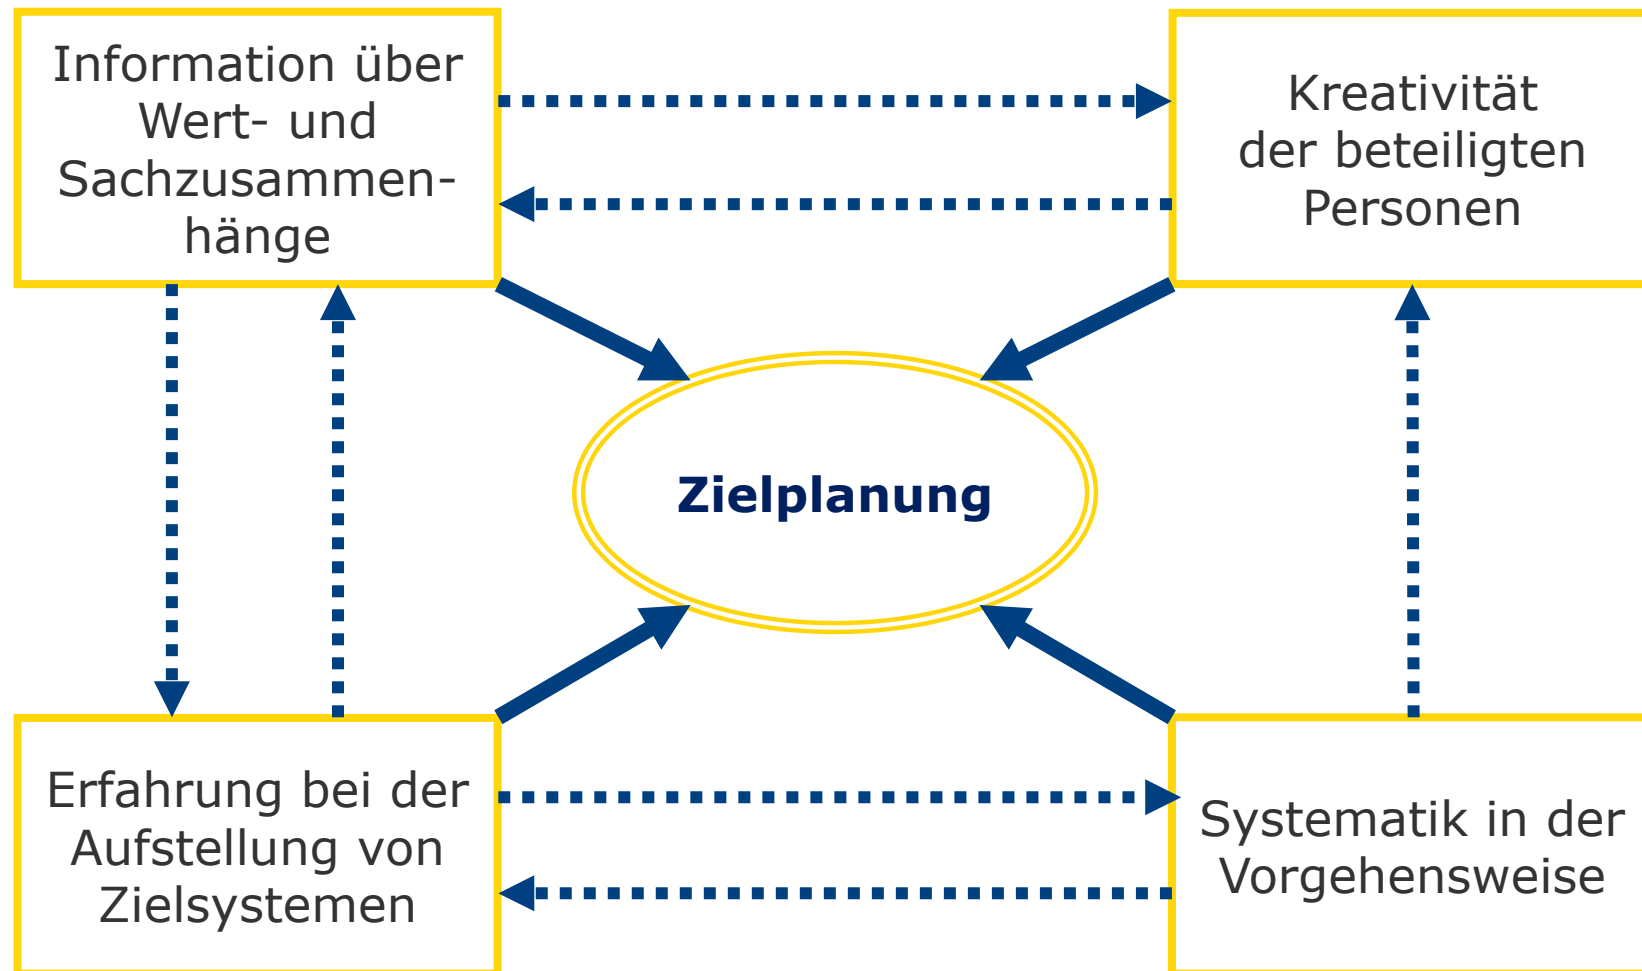 Information über
Wert- und
Sachzusammen-
hänge
Kreativität
der beteiligten
Personen
Zielplanung
Erfahrung bei der
Aufstellung von
Zielsystemen
Systematik in der
Vorgehensweise